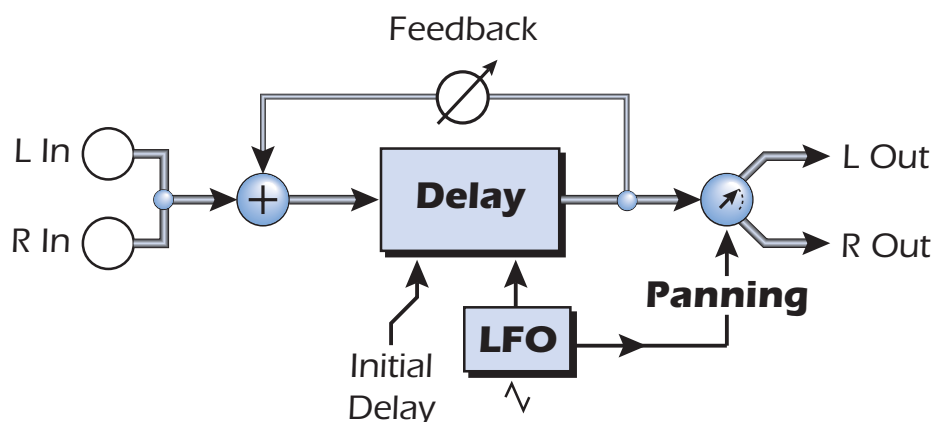 Feedback
L In
R In
+
Delay
L Out
R Out
Panning
LFO
Initial
Delay